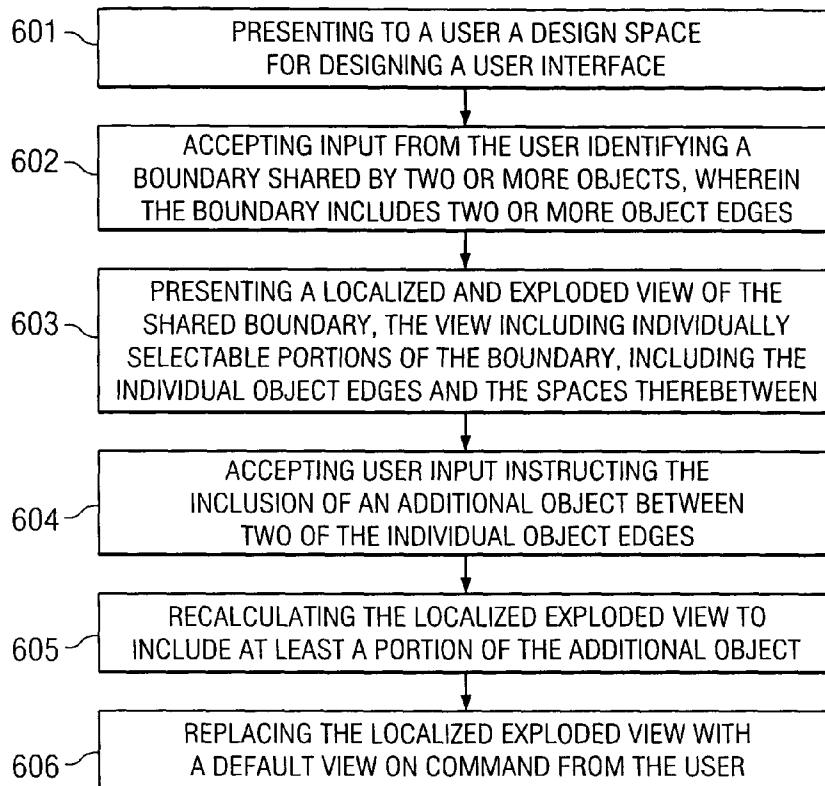 601
PRESENTING TO A USER A DESIGN SPACE
FOR DESIGNING A USER INTERFACE
602
ACCEPTING INPUT FROM THE USER IDENTIFYING A
BOUNDARY SHARED BY TWO OR MORE OBJECTS, WHEREIN
THE BOUNDARY INCLUDES TWO OR MORE OBJECT EDGES
603
PRESENTING A LOCALIZED AND EXPLODED VIEW OF THE
SHARED BOUNDARY, THE VIEW INCLUDING INDIVIDUALLY
SELECTABLE PORTIONS OF THE BOUNDARY, INCLUDING THE
INDIVIDUAL OBJECT EDGES AND THE SPACES THEREBETWEEN
604
ACCEPTING USER INPUT INSTRUCTING THE
INCLUSION OF AN ADDITIONAL OBJECT BETWEEN
TWO OF THE INDIVIDUAL OBJECT EDGES
605
RECALCULATING THE LOCALIZED EXPLODED VIEW TO
INCLUDE AT LEAST A PORTION OF THE ADDITIONAL OBJECT
606
REPLACING THE LOCALIZED EXPLODED VIEW WITH
A DEFAULT VIEW ON COMMAND FROM THE USER